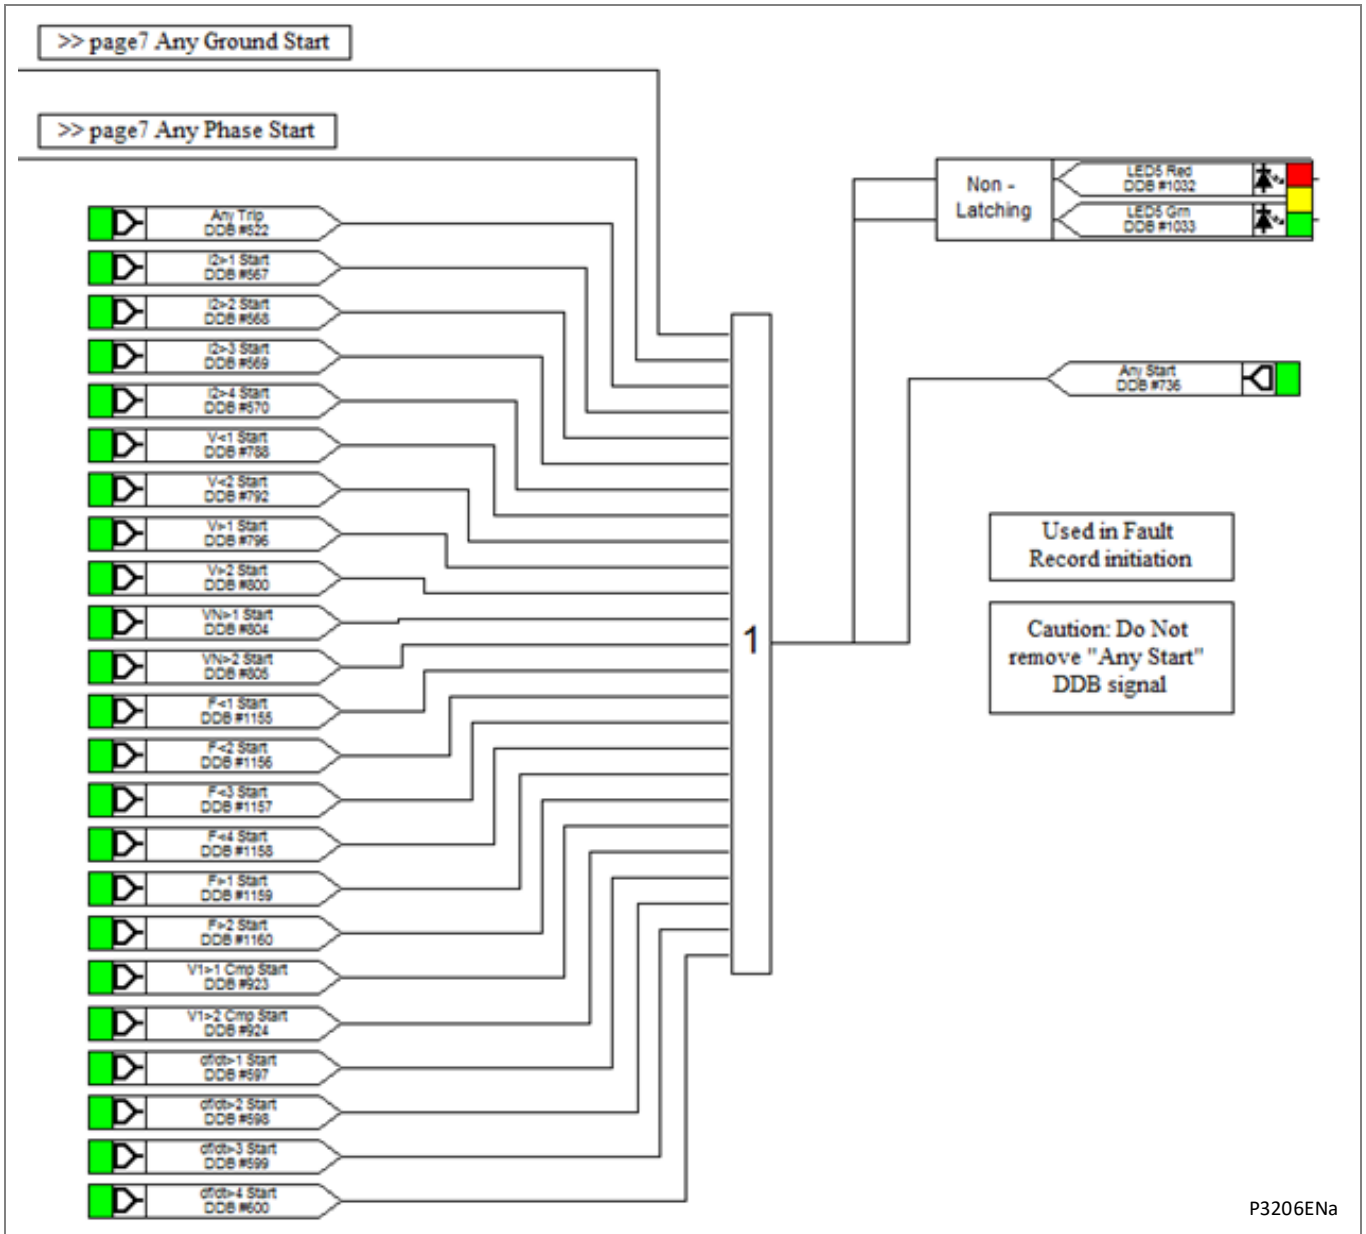 >> page7 Any Ground Start
>> page7 Any Phase Start
Any Trip
DDB #522
I2>1 Start
DDB #567
I2>2 Start
DDB #568
I2>3 Start
DDB #569
I2>4 Start
DDB #570
V<1 Start
DDB #788
V<2 Start
DDB #792
V>1 Start
DDB #796
V>2 Start
DDB #800
VN>1 Start
DDB #804
VN>2 Start
DDB #805
F<1 Start
DDB #1155
F<2 Start
DDB #1156
F<3 Start
DDB #1157
F<4 Start
DDB #1158
F>1 Start
DDB #1159
F>2 Start
DDB #1160
V1>1 Cmp Start
DDB #923
V1>2 Cmp Start
DDB #924
df/dt>1 Start
DDB #597
df/dt>2 Start
DDB #598
df/dt>3 Start
DDB #599
df/dt>4 Start
DDB #600
1
Non -
Latching
LED5 Red
DDB #1032
LED5 Grn
DDB #1033
Any Start
DDB #736
Used in Fault
Record initiation
Caution: Do Not
remove "Any Start"
DDB signal
P3206ENa